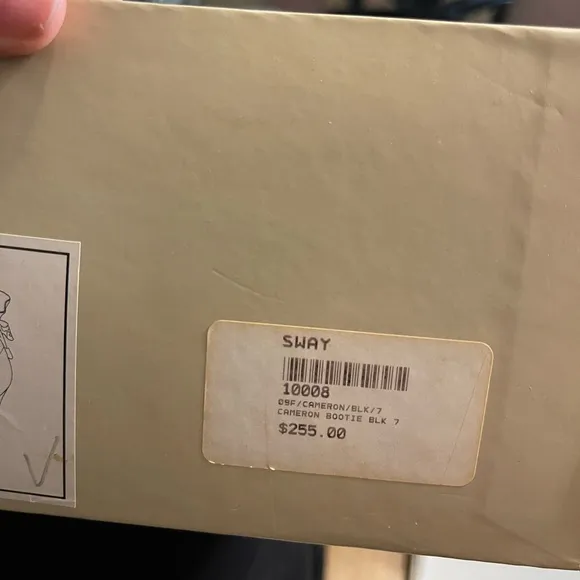 SWAY
10008
09F/CAMERON/BLK/7
CAMERON BOOTIE BLK 7
$255.00